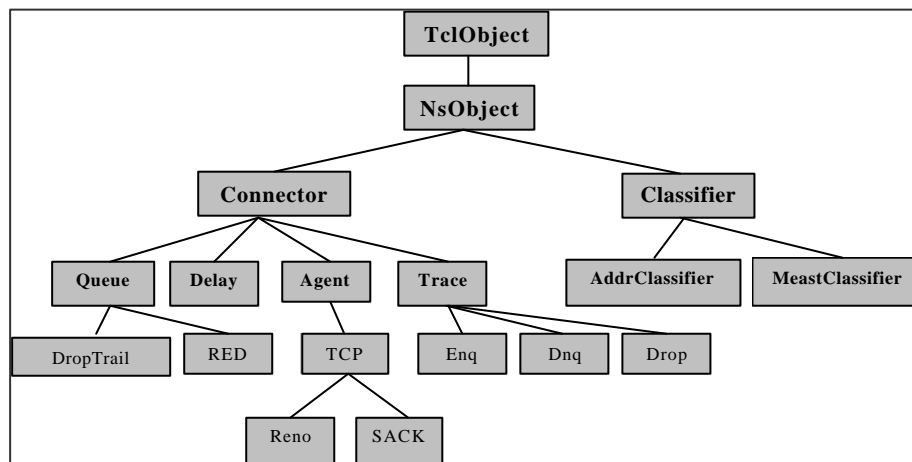 TclObject
NsObject
Connector
Classifier
Queue
Delay
Agent
Trace
AddrClassifier
MeastClassifier
DropTrail
RED
TCP
Enq
Dnq
Drop
Reno
SACK